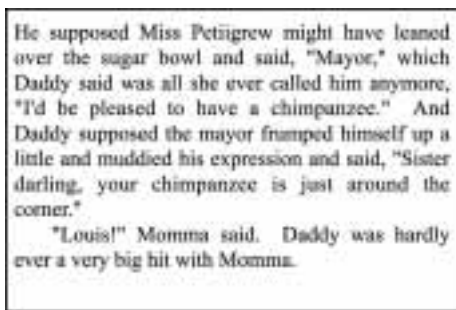 He supposed Miss Pettigrew might have leaned
over the sugar bowl and said, "Mayor," which
Daddy said was all she ever called him anymore,
"I'd be pleased to have a chimpanzee." And
Daddy supposed the mayor frumped himself up a
little and muddied his expression and said, "Sister
darling, your chimpanzee is just around the
corner."
"Louis!" Momma said. Daddy was hardly
ever a very big hit with Momma.